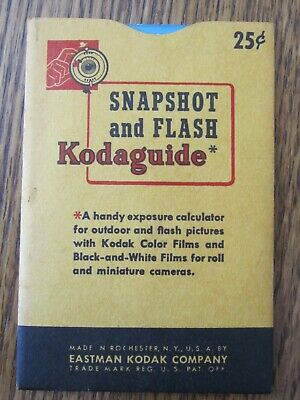 25¢
SNAPSHOT
and FLASH
Kodaguide*
*A handy exposure calculator
for outdoor and flash pictures
with Kodak Color Films and
Black-and-White Films for roll
and miniature cameras.
MADE IN ROCHESTER, N.Y., U.S.A. BY
EASTMAN KODAK COMPANY
TRADE MARK REG. U.S. PAT. OFF.